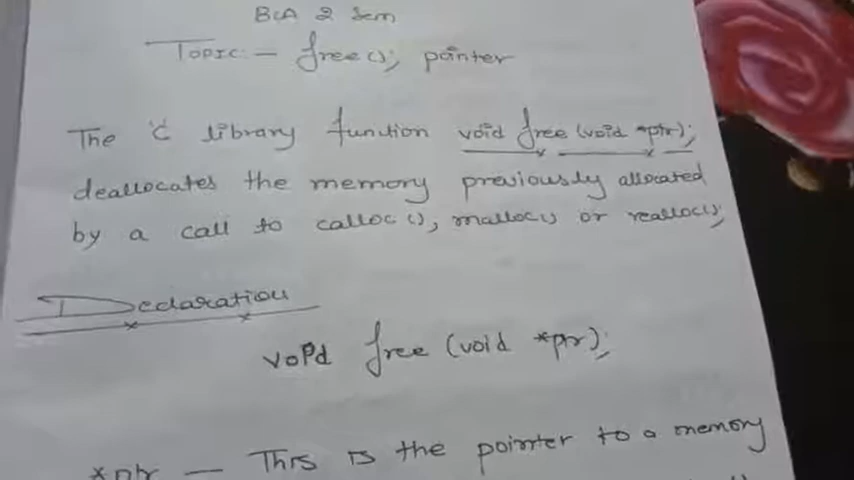 BCA 2 Sem
Topic:- free(); pointer
The 'C' library function void free (void *ptr);
deallocates the memory previously allocated
by a call to calloc(), malloc() or realloc();
Declaration
void free (void *ptr);
*ptr — This is the pointer to a memory